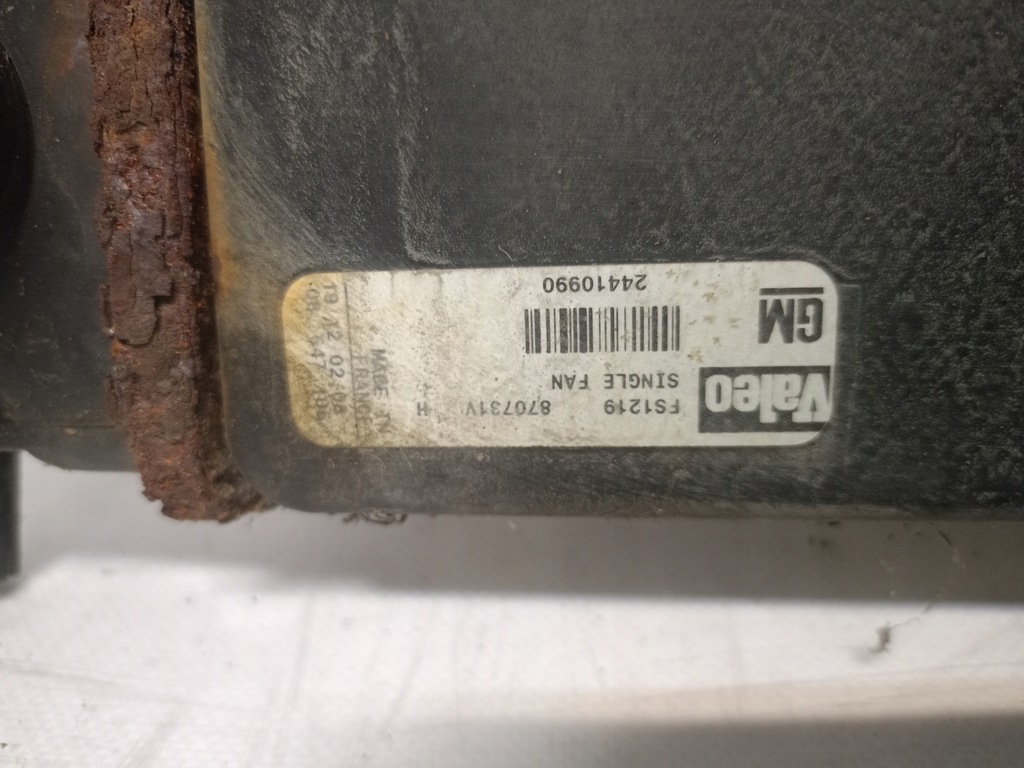 Valeo
FS1219 870731V H
SINGLE FAN
GM
24410990
MADE IN
FRANCE